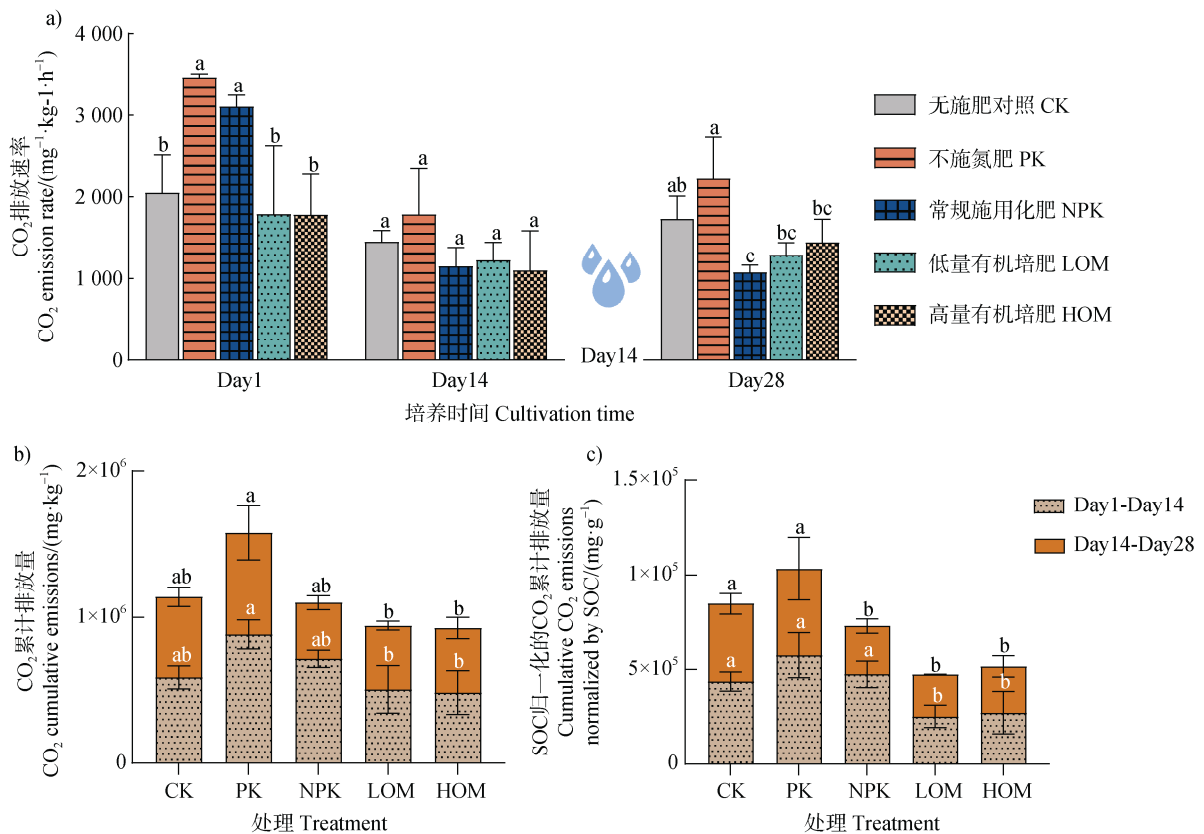 a)
CO₂排放速率
CO₂ emission rate/(mg⁻¹·kg-1·h⁻¹)
4 000
3 000
2 000
1 000
0
b
a
a
b
b
a
a
a
a
a
ab
a
c
bc
bc
Day1
Day14
Day14
Day28
培养时间 Cultivation time
无施肥对照 CK
不施氮肥 PK
常规施用化肥 NPK
低量有机培肥 LOM
高量有机培肥 HOM
b)
CO₂累计排放量
CO₂ cumulative emissions/(mg·kg⁻¹)
2×10⁶
1×10⁶
0
ab
a
ab
b
b
ab
a
ab
b
b
CK
PK
NPK
LOM
HOM
处理 Treatment
c)
SOC归一化的CO₂累计排放量
Cumulative CO₂ emissions
normalized by SOC/(mg·g⁻¹)
1.5×10⁵
1×10⁵
5×10⁵
0
a
a
b
b
b
a
a
a
b
b
CK
PK
NPK
LOM
HOM
处理 Treatment
Day1-Day14
Day14-Day28